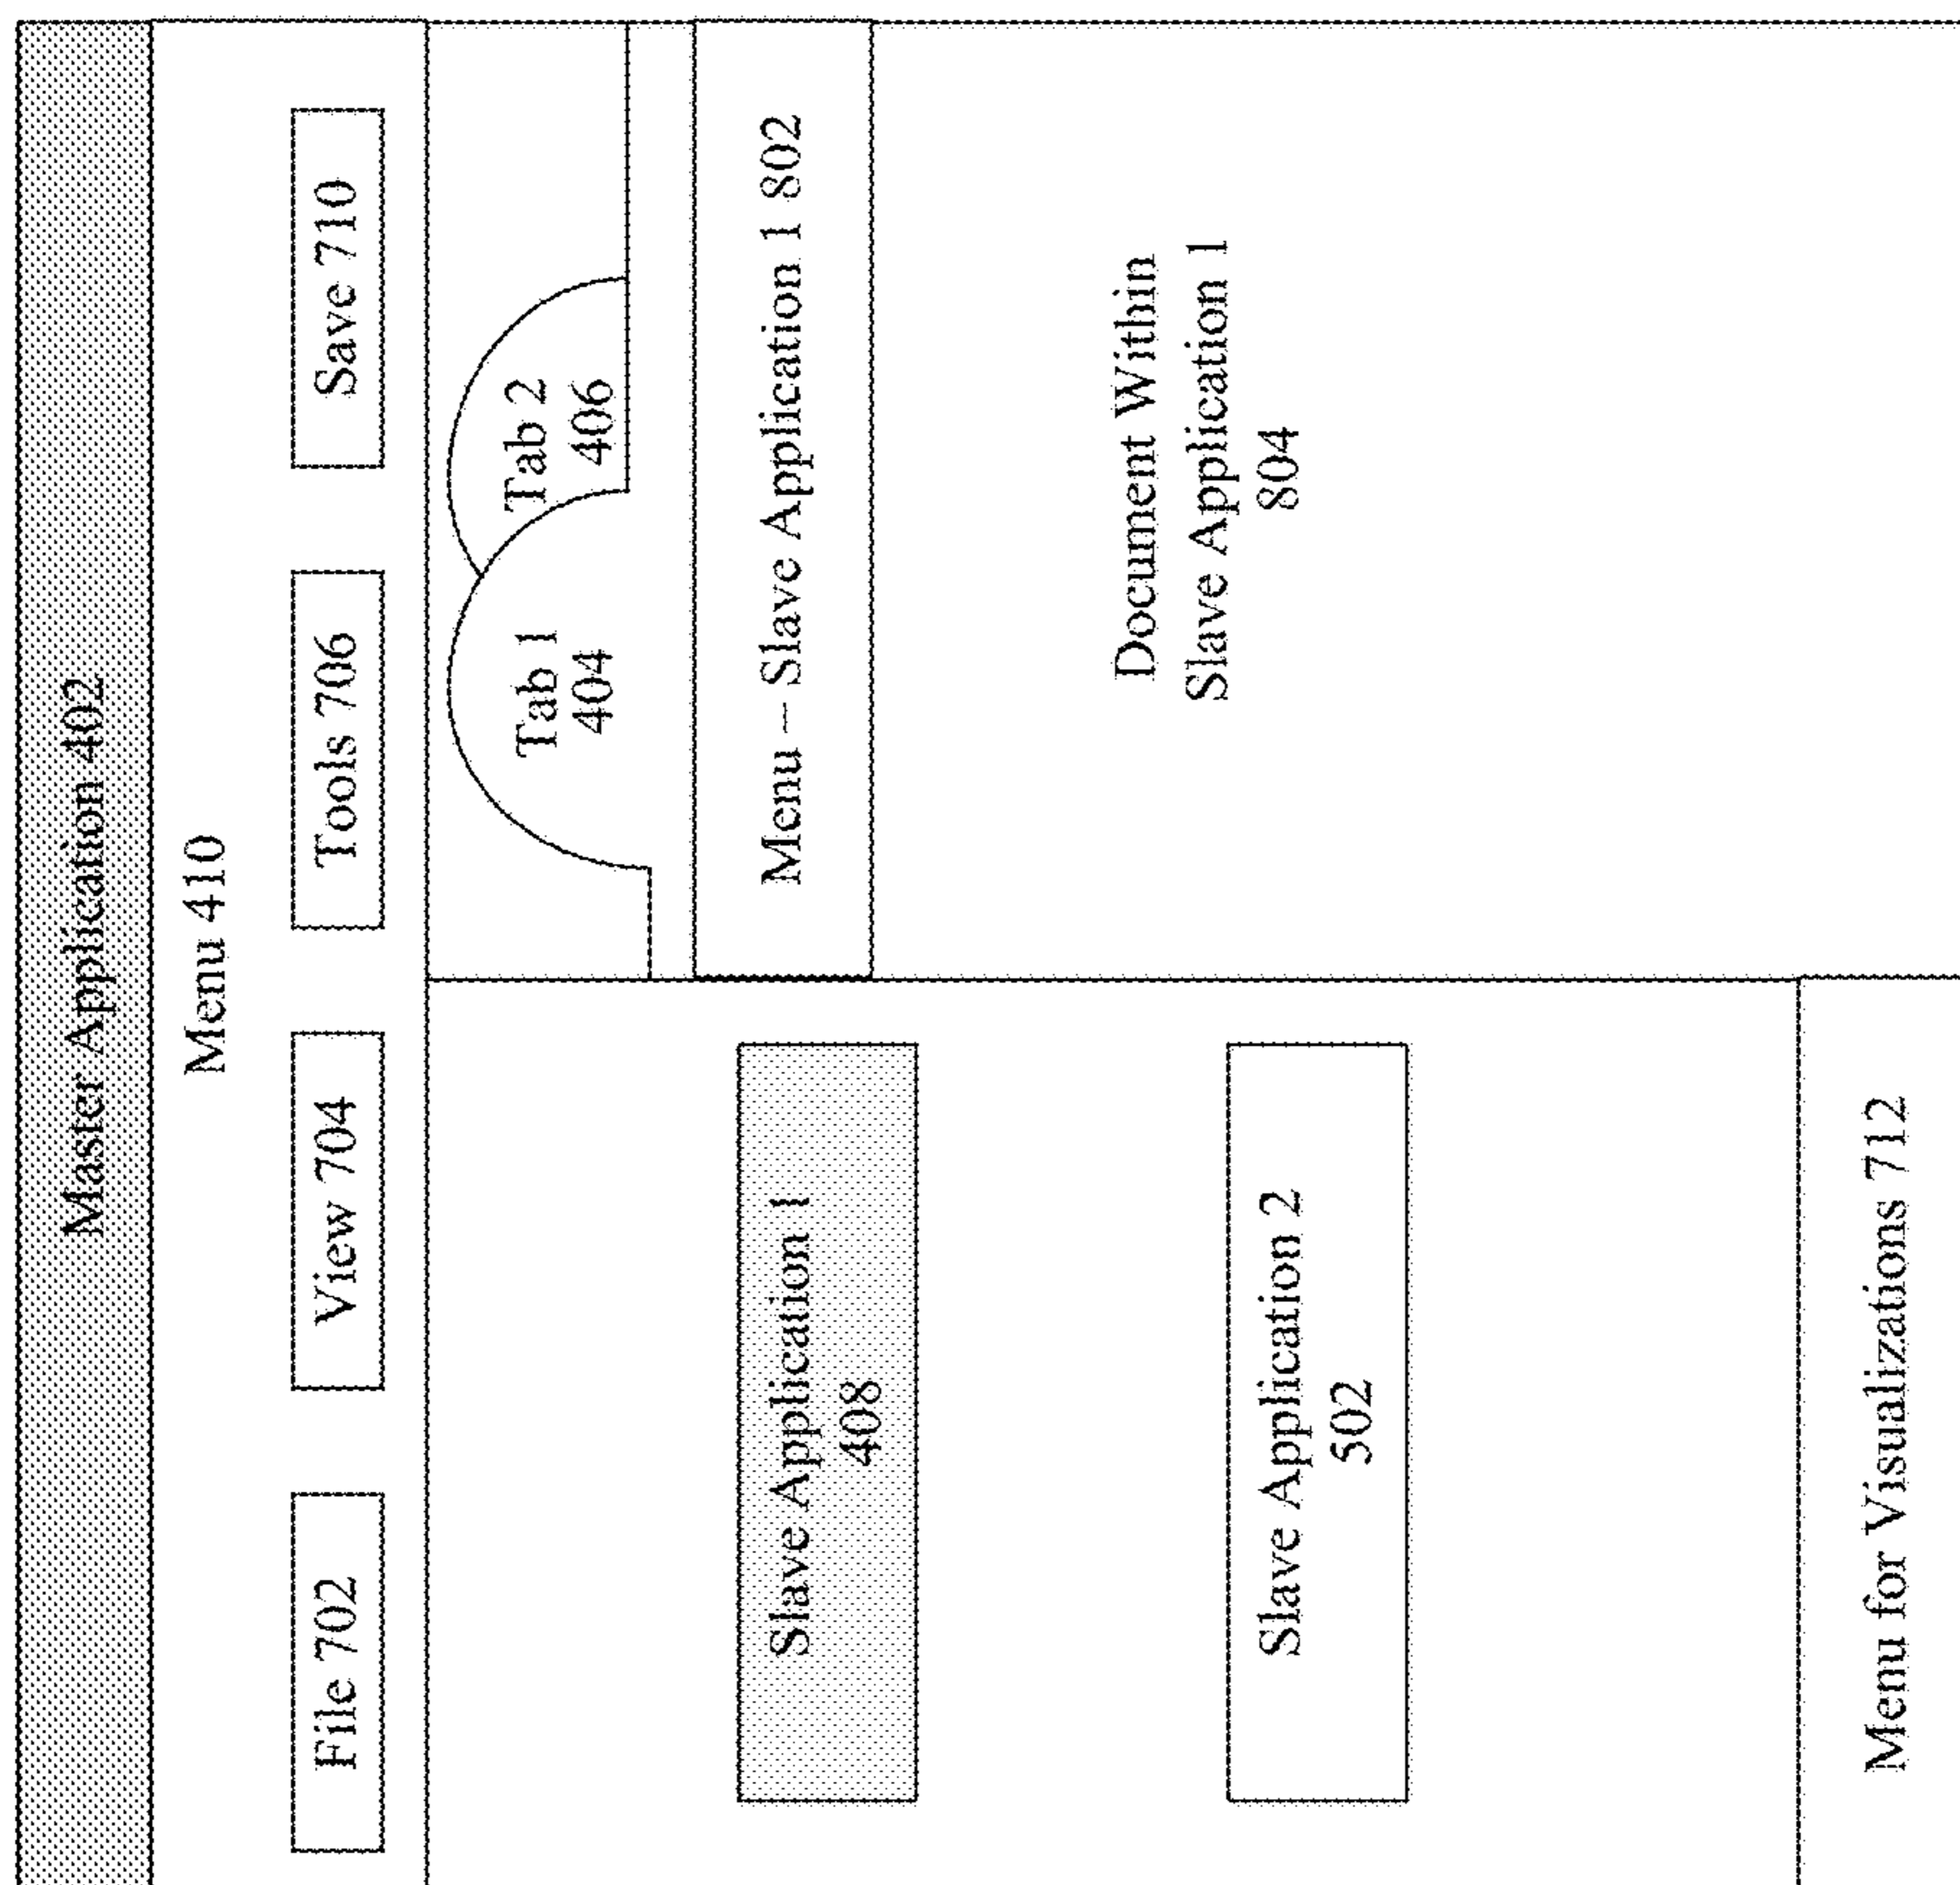 Master Application 402
Menu 410
File 702
View 704
Tools 706
Save 710
Tab 1
404
Tab 2
406
Menu – Slave Application 1 802
Slave Application 1
408
Slave Application 2
502
Document Within
Slave Application 1
804
Menu for Visualizations 712